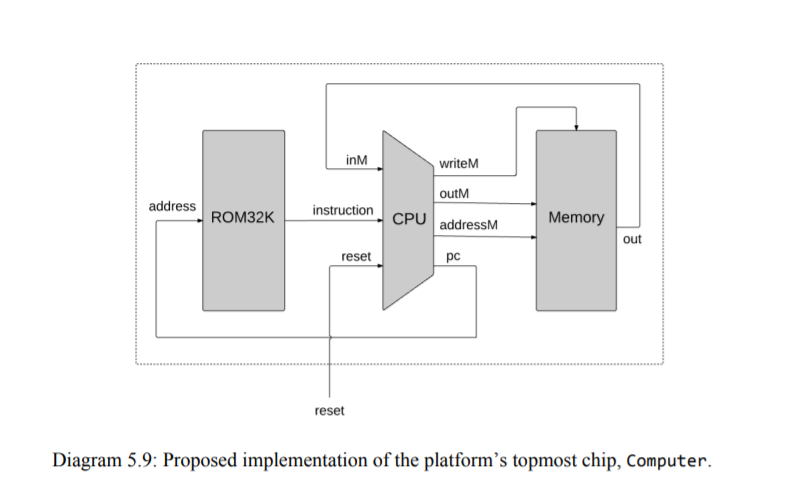 inM
writeM
outM
address
instruction
ROM32K
CPU
Memory
addressM
out
reset
pc
reset
Diagram 5.9: Proposed implementation of the platform’s topmost chip, Computer.